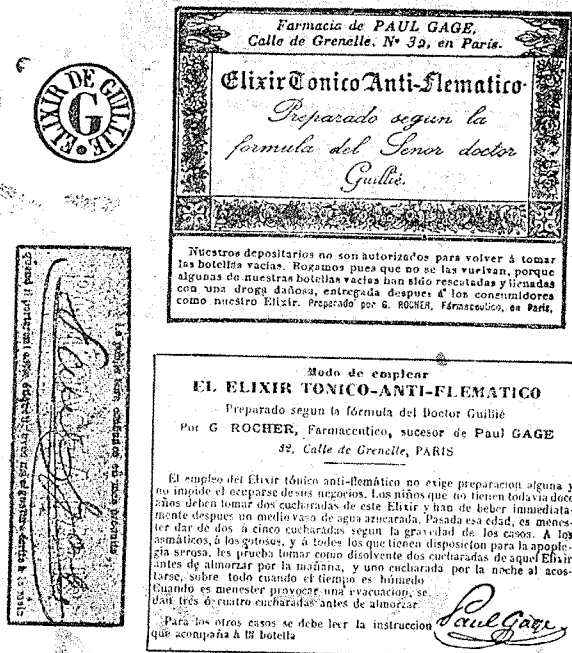 Farmacia de PAUL GAGE,
Calle de Grenelle. Nº 32, en Paris.
ELIXIR DE GUILLIE
G
Elixir Tonico Anti-Flematico
Preparado segun la
formula del Senor doctor
Guillié.
Nuestros depositarios no son autorizados para volver á tomar
las botellas vacias. Rogamos pues que no se las vuelvan, porque
algunas de nuestras botellas vacias han sido rescatadas y llenadas
con una droga dañosa, entregada despues á los consumidores
como nuestro Elixir. Preparado por G. ROCHER, Farmaceutico, en Paris,
Modo de emplear
EL ELIXIR TONICO-ANTI-FLEMATICO
Preparado segun la fórmula del Doctor Guillié
Por G ROCHER, Farmaceutico, sucesor de Paul GAGE
32, Calle de Grenelle, PARIS
El empleo del Elixir tónico anti-flemático no exige preparacion alguna y
no impide el ocuparse de sus negocios. Los niños que no tienen todavia doce
años deben tomar dos cucharadas de este Elixir y han de beber immediata-
mente despues un medio vaso de agua azucarada. Pasada esa edad, es menes-
ter dar de dos á cinco cucharadas segun la gravedad de los casos. A los
asmáticos, á los gotosos, y á todos los que tienen disposicion para la apople-
gia serosa, les prueba tomar como disolvente dos cucharadas de aquel Elixir
antes de almorzar por la mañana, y uno cucharada por la noche al acos-
tarse, sobre todo cuando el tiempo es húmedo
Cuando es menester provocar una evacuacion, se
dan tres ó cuatro cucharadas antes de almorzar.
Para los otros casos se debe leer la instruccion
que acompaña á la botella
Paul Gage